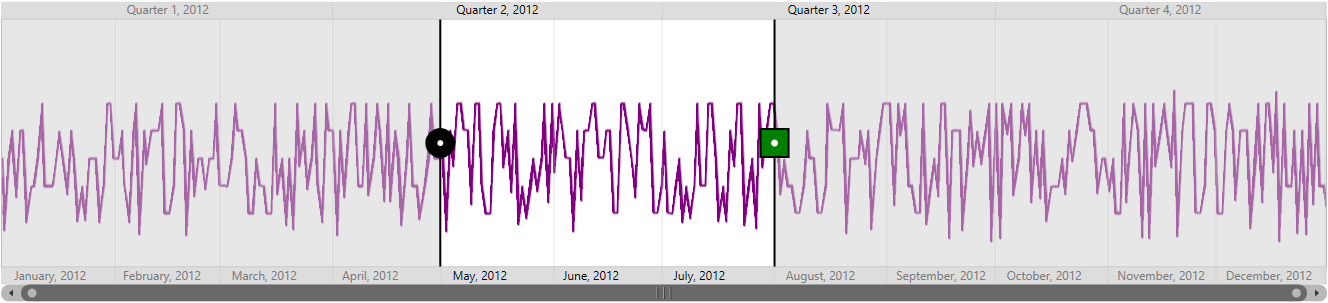 Quarter 1, 2012 Quarter 2, 2012 Quarter 3, 2012 Quarter 4, 2012
January, 2012 February, 2012 March, 2012 April, 2012 May, 2012 June, 2012 July, 2012 August, 2012 September, 2012 October, 2012 November, 2012 December, 2012